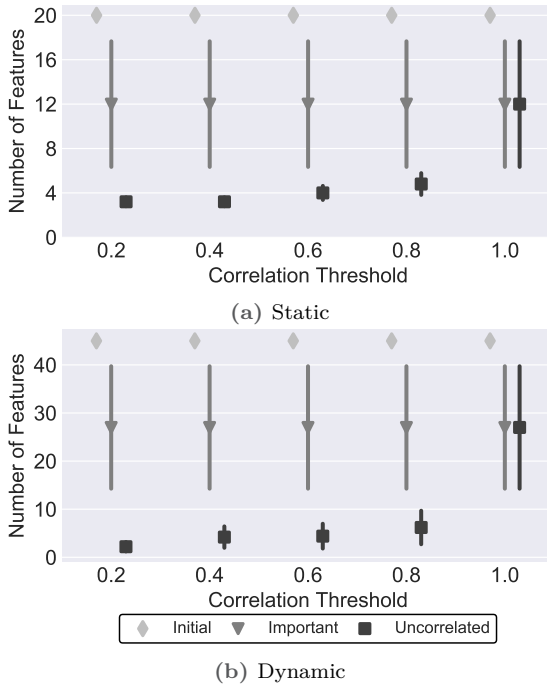 20
16
12
8
4
0
Number of Features
0.2 0.4 0.6 0.8 1.0
Correlation Threshold
(a) Static
40
30
20
10
0
Number of Features
0.2 0.4 0.6 0.8 1.0
Correlation Threshold
Initial Important Uncorrelated
(b) Dynamic